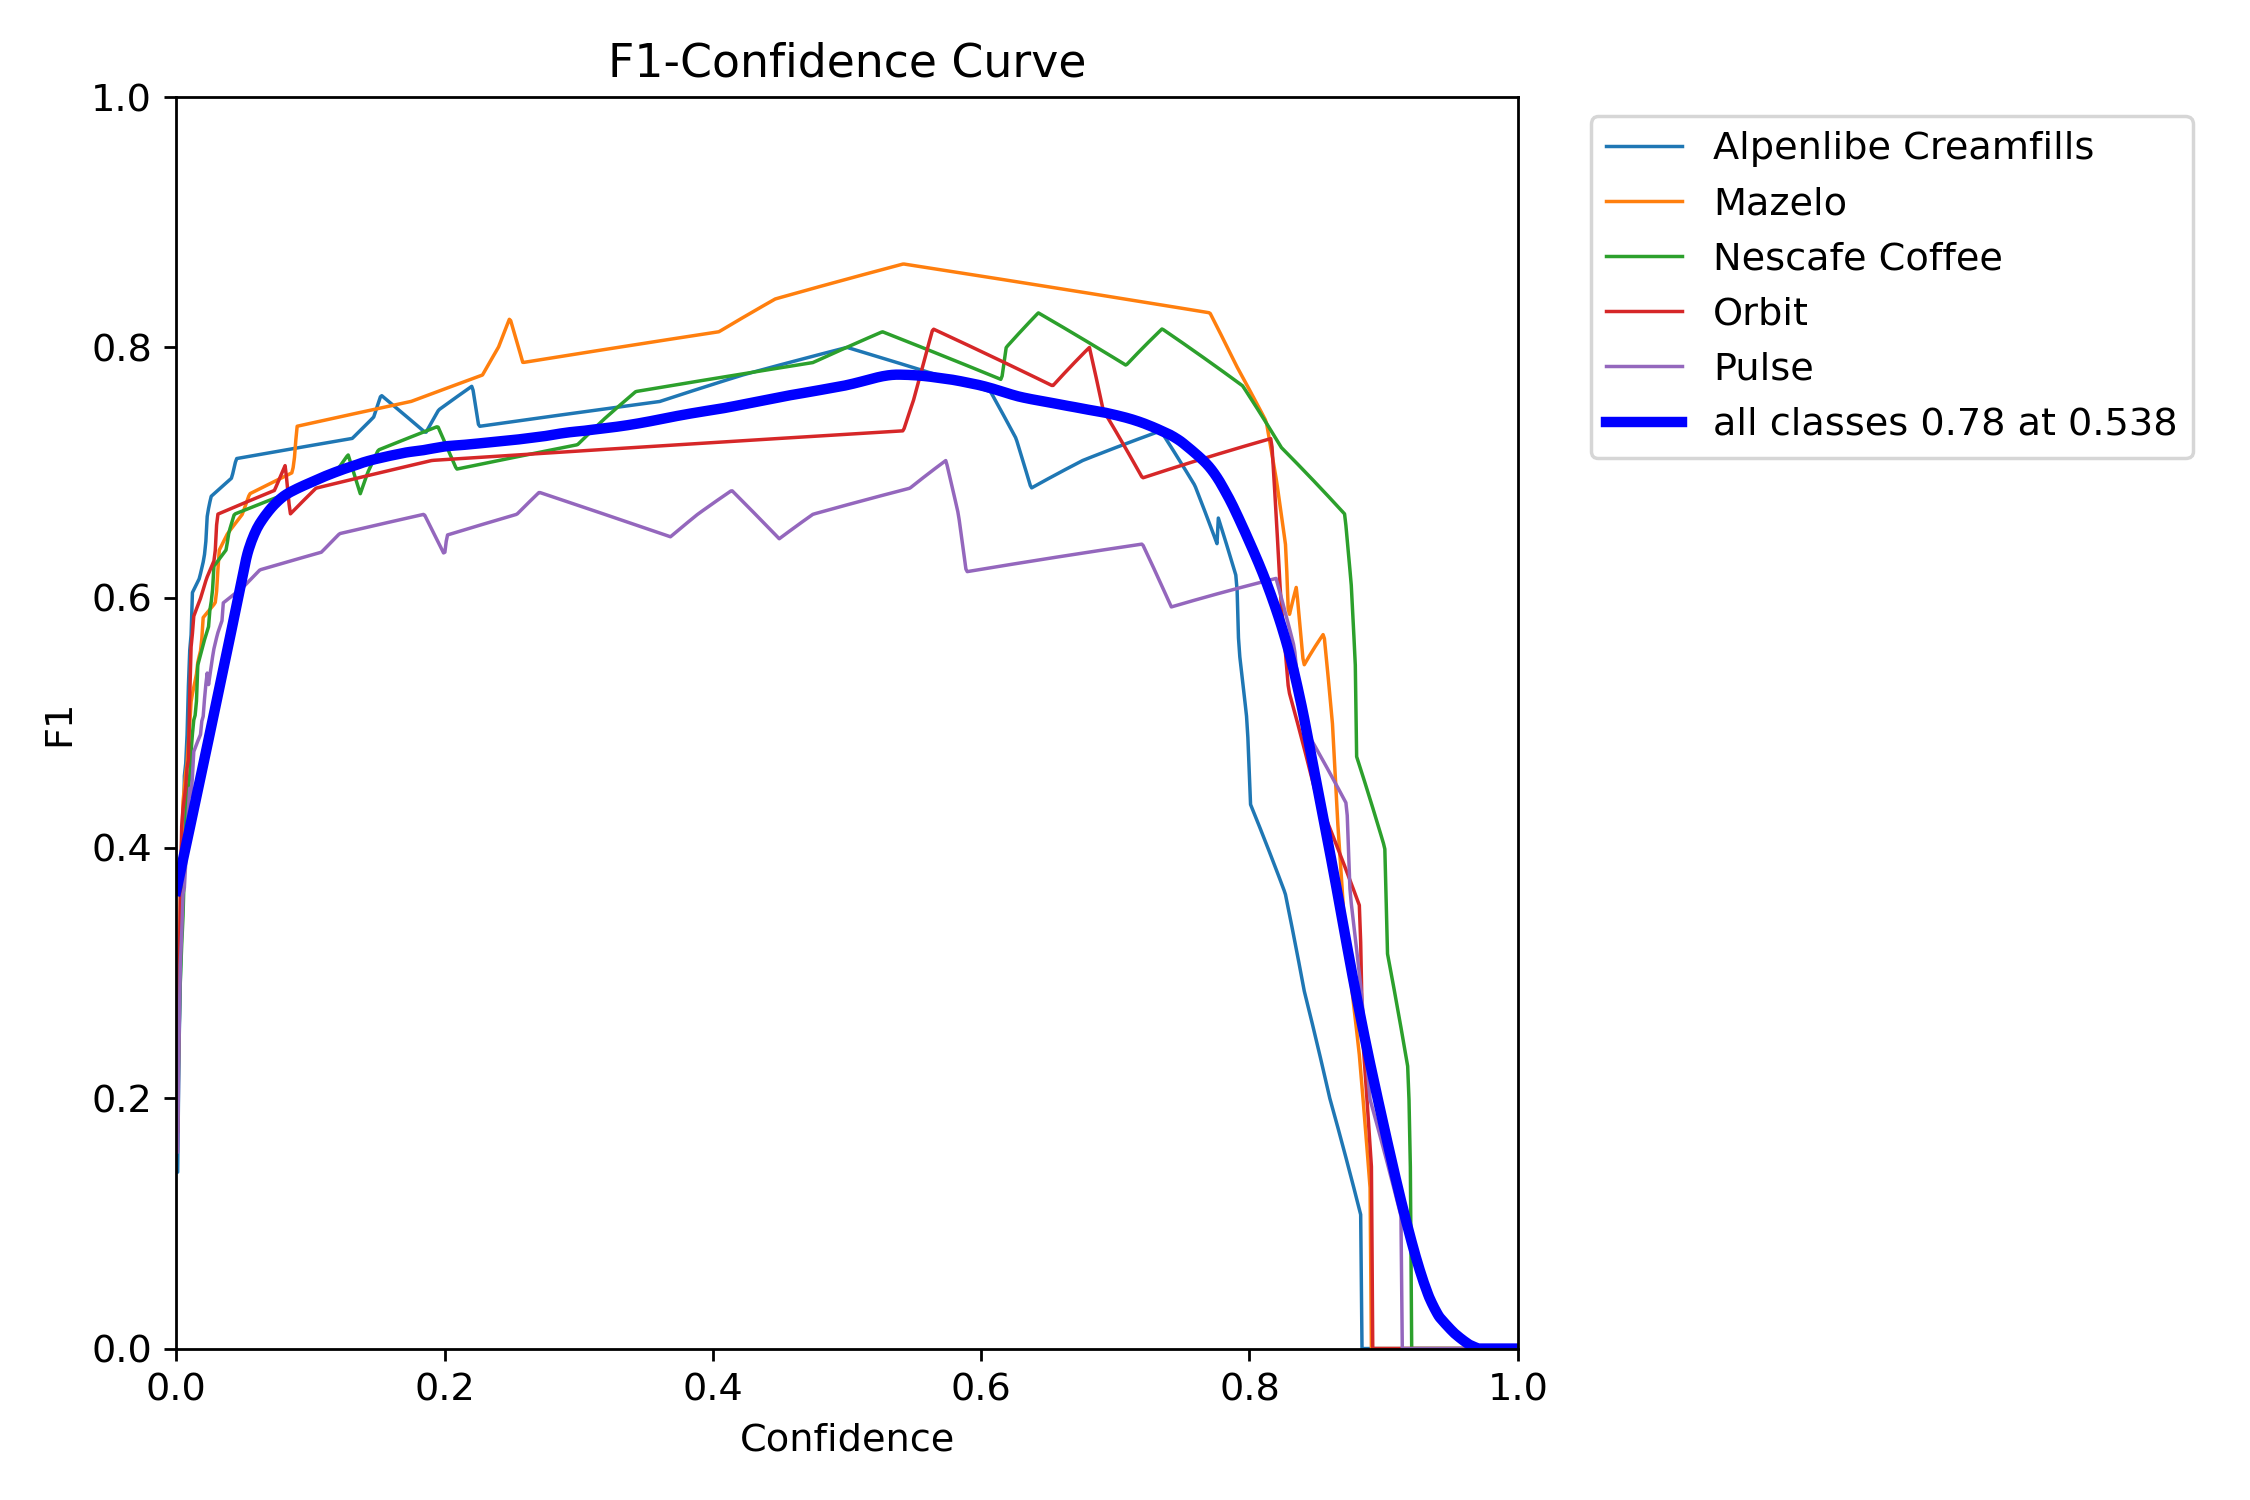 F1-Confidence Curve
1.0
0.8
0.6
0.4
0.2
0.0
F1
0.0 0.2 0.4 0.6 0.8 1.0
Confidence
Alpenlibe Creamfills
Mazelo
Nescafe Coffee
Orbit
Pulse
all classes 0.78 at 0.538